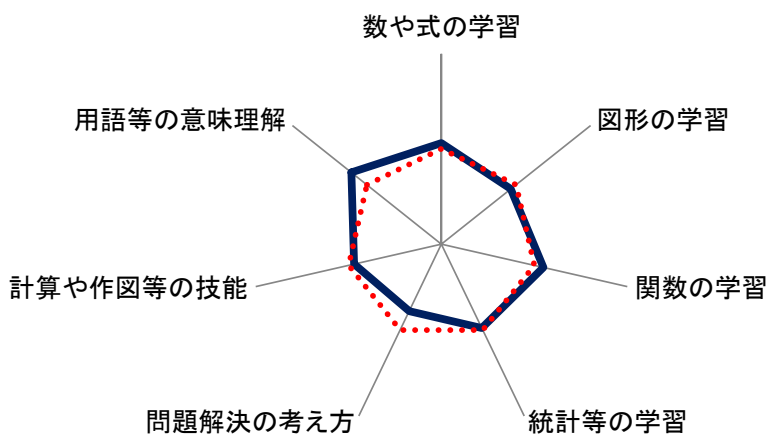 数や式の学習
図形の学習
関数の学習
統計等の学習
問題解決の考え方
計算や作図等の技能
用語等の意味理解